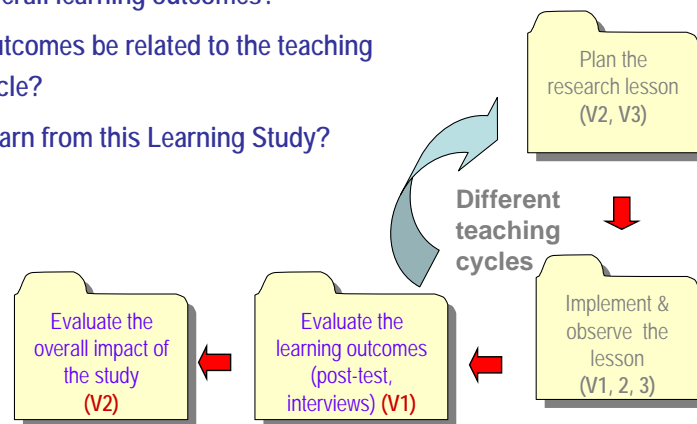 learning outcomes?
utcomes be related to the teaching
cle?
arn from this Learning Study?
Plan the
research lesson
(V2, V3)
Different
teaching
cycles
Implement &
observe the
lesson
(V1, 2, 3)
Evaluate the
learning outcomes
(post-test,
interviews) (V1)
Evaluate the
overall impact of
the study
(V2)